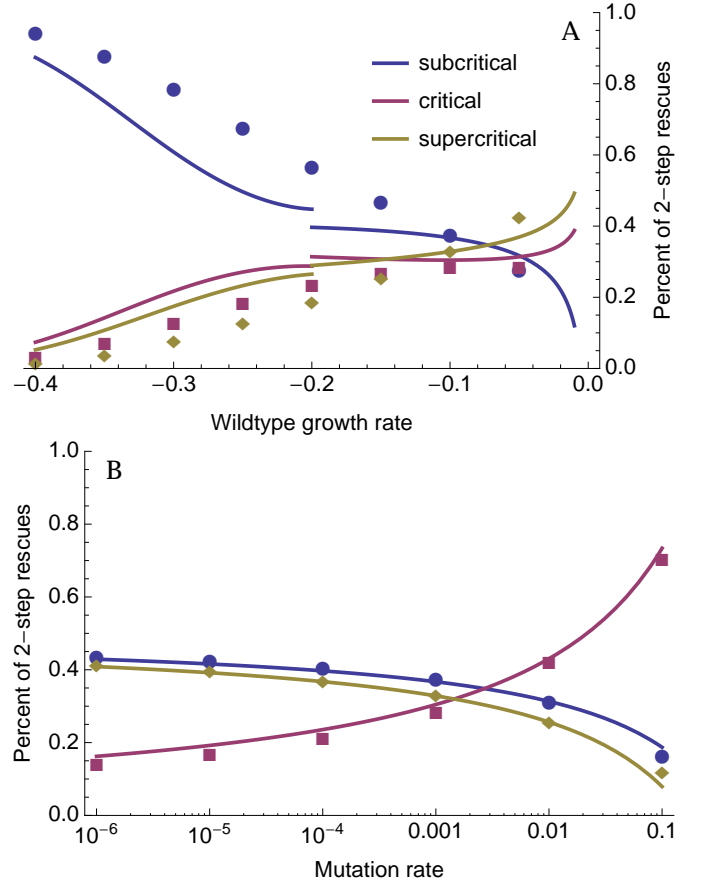 A
1.0
subcritical
critical
supercritical
0.8
0.6
0.4
0.2
0.0
Percent of 2−step rescues
−0.4 −0.3 −0.2 −0.1 0.0
Wildtype growth rate
B
1.0
0.8
0.6
0.4
0.2
0.0
Percent of 2−step rescues
10⁻⁶ 10⁻⁵ 10⁻⁴ 0.001 0.01 0.1
Mutation rate